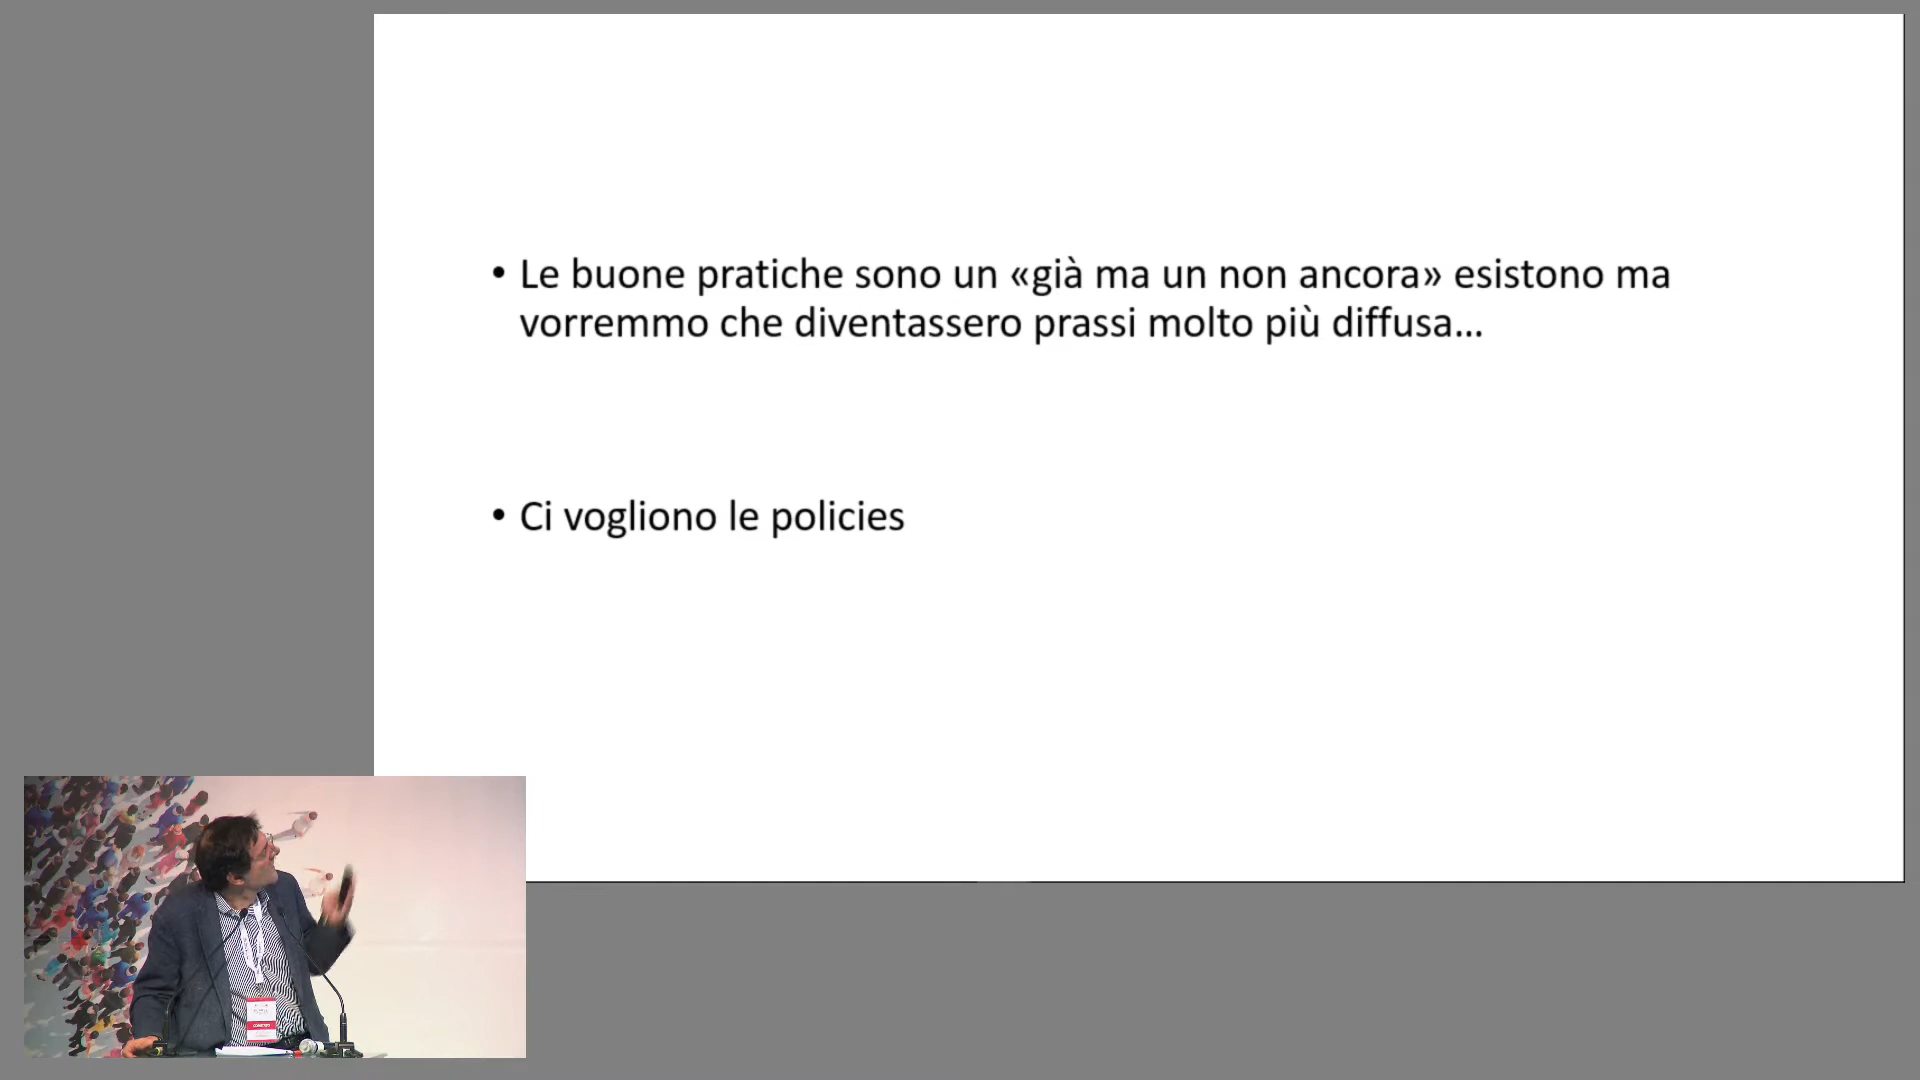 • Le buone pratiche sono un «già ma un non ancora» esistono ma
vorremmo che diventassero prassi molto più diffusa...
• Ci vogliono le policies